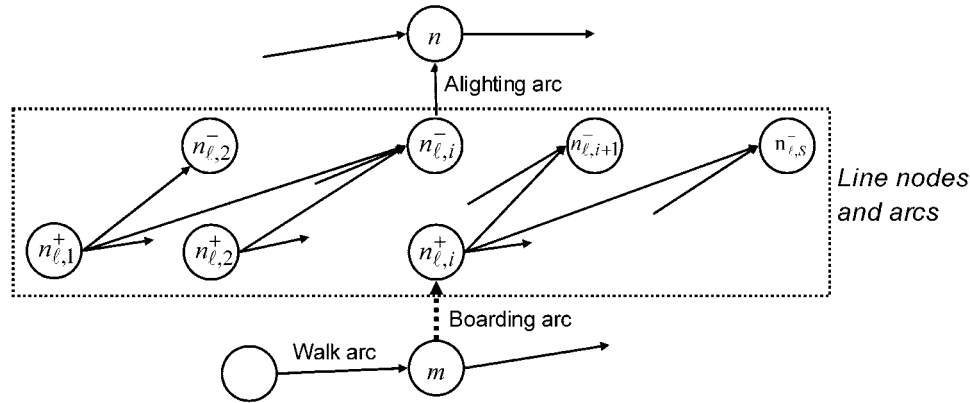 n
Alighting arc
n⁻ℓ,2
n⁻ℓ,i
n⁻ℓ,i+1
n⁻ℓ,S
Line nodes
and arcs
n⁺ℓ,1
n⁺ℓ,2
n⁺ℓ,i
Boarding arc
Walk arc
m